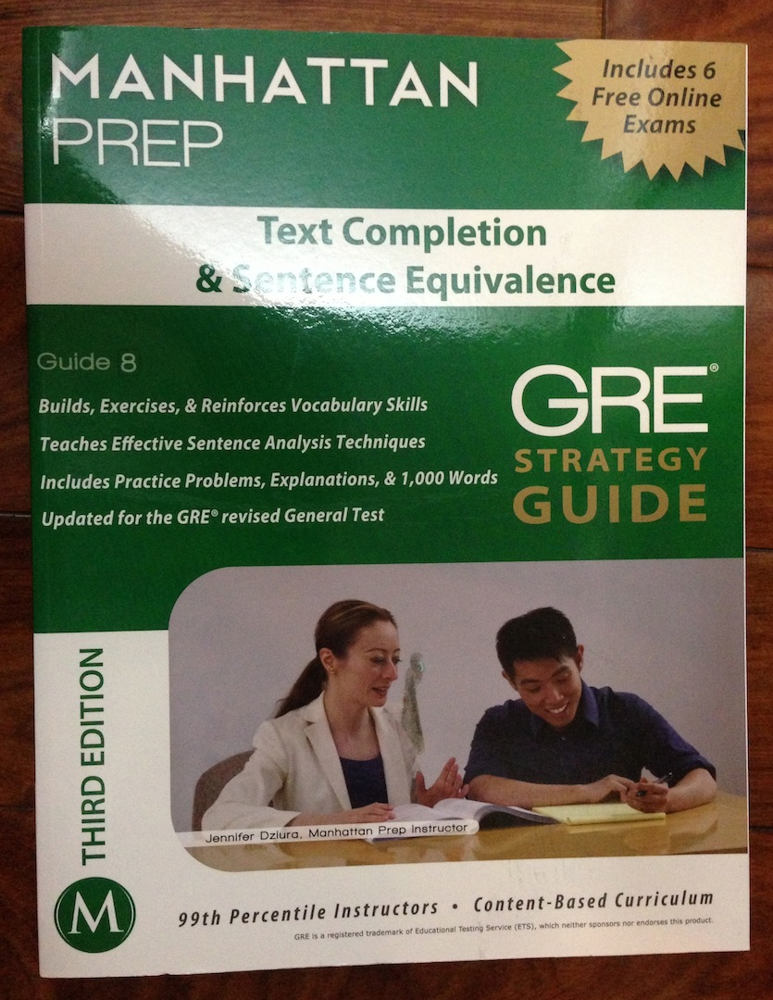 MANHATTAN
PREP
Includes 6
Free Online
Exams
Text Completion
& Sentence Equivalence
Guide 8
Builds, Exercises, & Reinforces Vocabulary Skills
Teaches Effective Sentence Analysis Techniques
Includes Practice Problems, Explanations, & 1,000 Words
Updated for the GRE® revised General Test
GRE®
STRATEGY
GUIDE
THIRD EDITION
Jennifer Dziura, Manhattan Prep Instructor
M
99th Percentile Instructors • Content-Based Curriculum
GRE is a registered trademark of Educational Testing Service (ETS), which neither sponsors nor endorses this product.